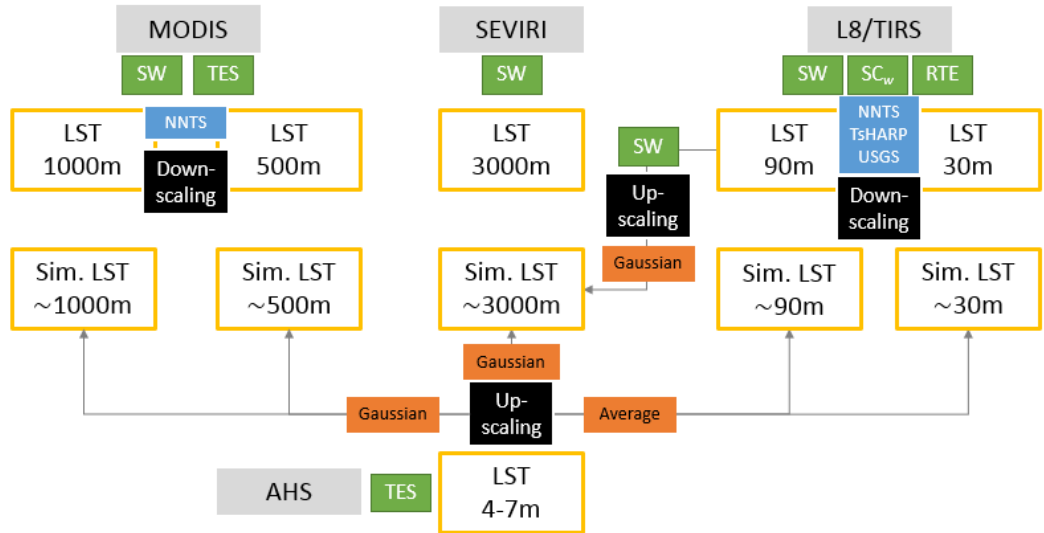 MODIS
SEVIRI
L8/TIRS
SW
TES
SW
SW
SCw
RTE
LST
1000m
NNTS
Down-
scaling
LST
500m
LST
3000m
SW
Up-
scaling
Gaussian
LST
90m
NNTS
TsHARP
USGS
Down-
scaling
LST
30m
Sim. LST
~1000m
Sim. LST
~500m
Sim. LST
~3000m
Sim. LST
~90m
Sim. LST
~30m
Gaussian
Gaussian
Up-
scaling
Average
AHS
TES
LST
4-7m